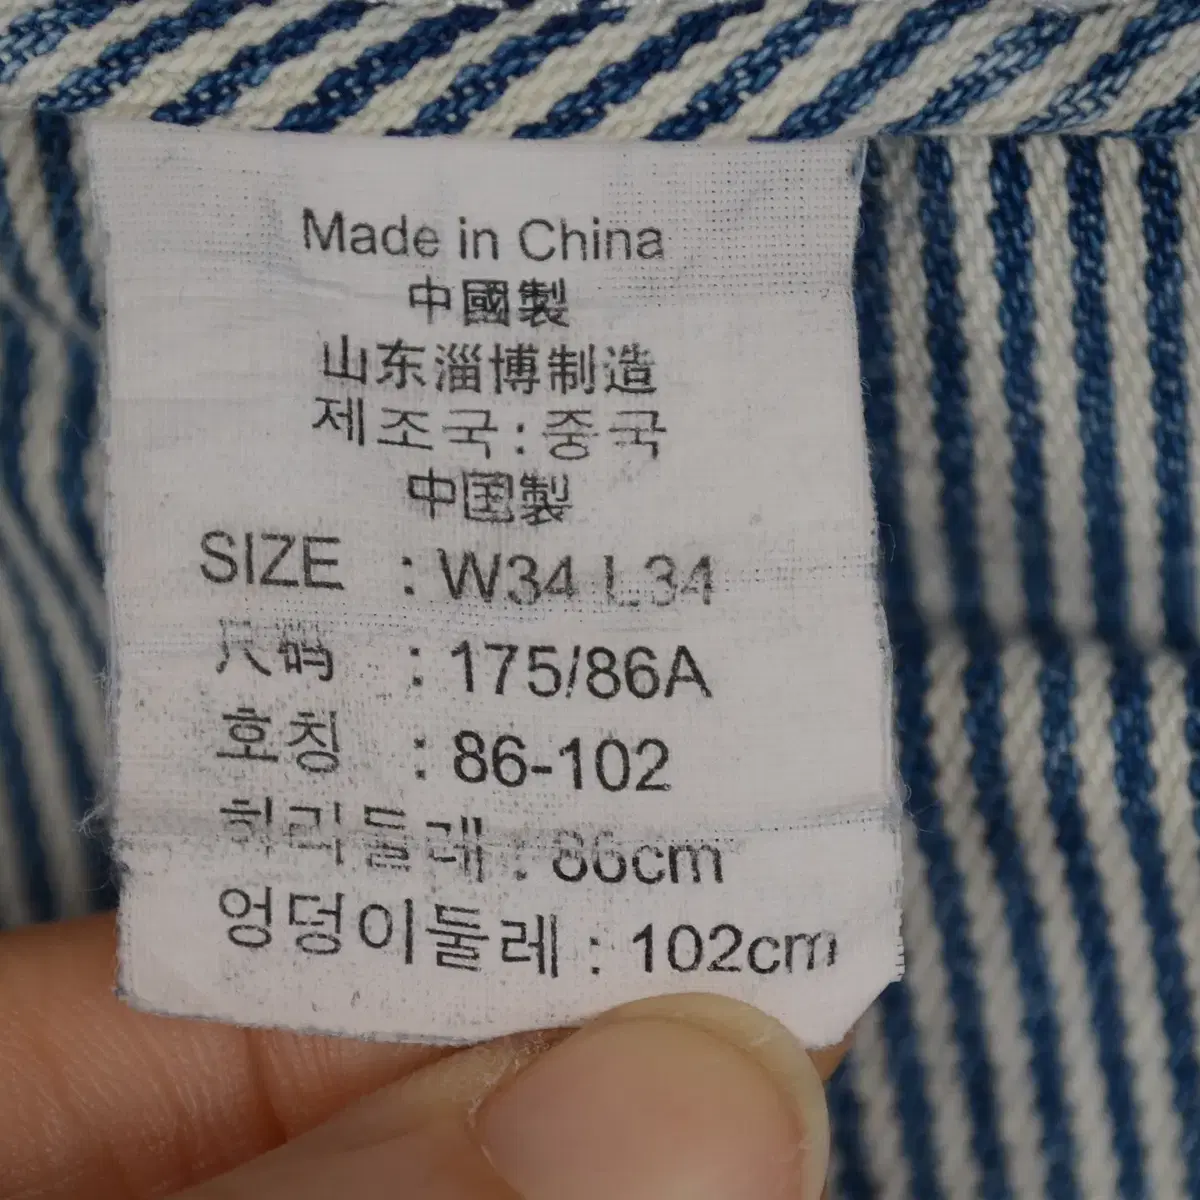 Made in China
中國製
山东淄博制造
제조국 : 중국
中国製
SIZE : W34 L34
尺码 : 175/86A
호칭 : 86-102
허리둘레 : 86cm
엉덩이둘레 : 102cm